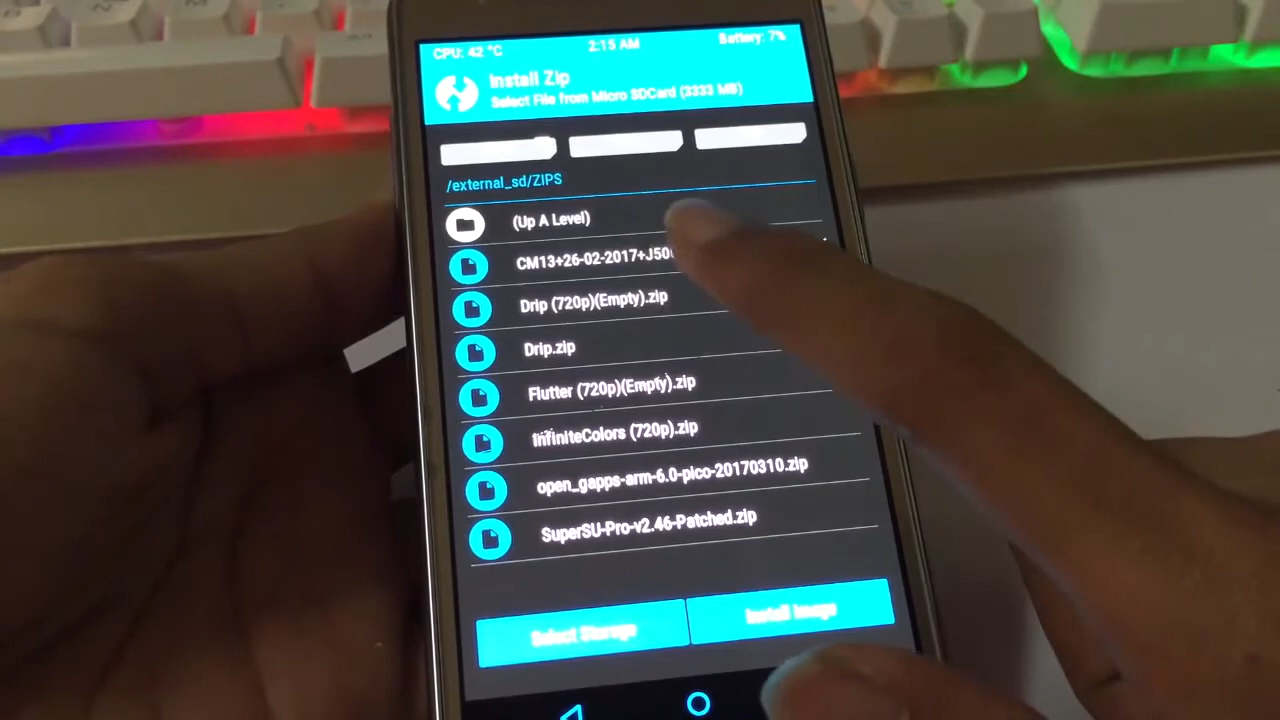 CPU: 42 °C 2:15 AM Battery: 7%
Install Zip
Select File from Micro SDCard (3333 MB)
/external_sd/ZIPS
(Up A Level)
CM13+26-02-2017+J50
Drip (720p)(Empty).zip
Drip.zip
Flutter (720p)(Empty).zip
InfiniteColors (720p).zip
open_gapps-arm-6.0-pico-20170310.zip
SuperSU-Pro-v2.46-Patched.zip
Select Storage Install Image